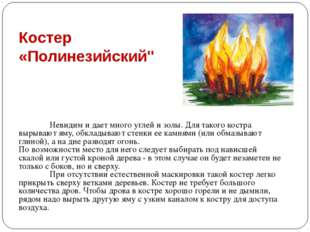 Костер
«Полинезийский"
Невидим и дает много углей и золы. Для такого костра
вырывают яму, обкладывают стенки ее камнями (или обмазывают
глиной), а на дне разводят огонь.
По возможности место для него следует выбирать под нависшей
скалой или густой кроной дерева - в этом случае он будет незаметен не
только с боков, но и сверху.
При отсутствии естественной маскировки такой костер легко
прикрыть сверху ветками деревьев. Костер не требует большого
количества дров. Чтобы дрова в костре хорошо горели и не дымили,
рядом надо вырыть другую яму с узким каналом к костру для доступа
воздуха.